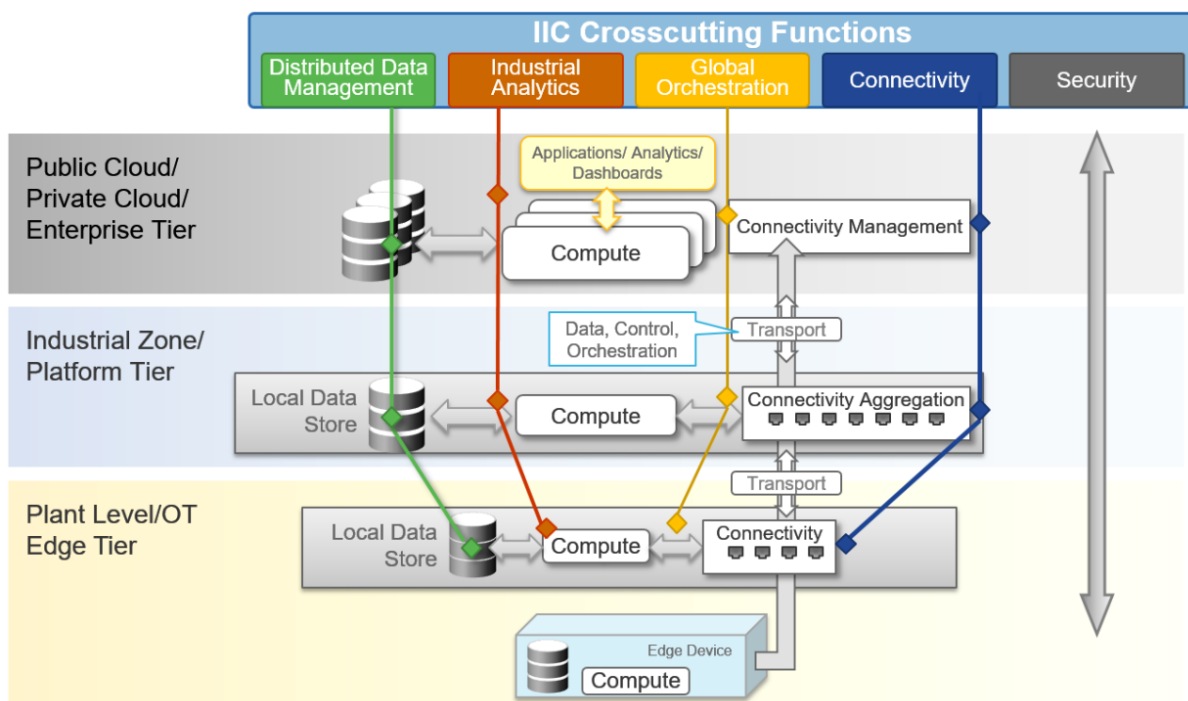 IIC Crosscutting Functions
Distributed Data
Management
Industrial
Analytics
Global
Orchestration
Connectivity
Security
Public Cloud/
Private Cloud/
Enterprise Tier
Applications/ Analytics/
Dashboards
Compute
Connectivity Management
Industrial Zone/
Platform Tier
Data, Control,
Orchestration
Transport
Local Data
Store
Compute
Connectivity Aggregation
Transport
Plant Level/OT
Edge Tier
Local Data
Store
Compute
Connectivity
Edge Device
Compute